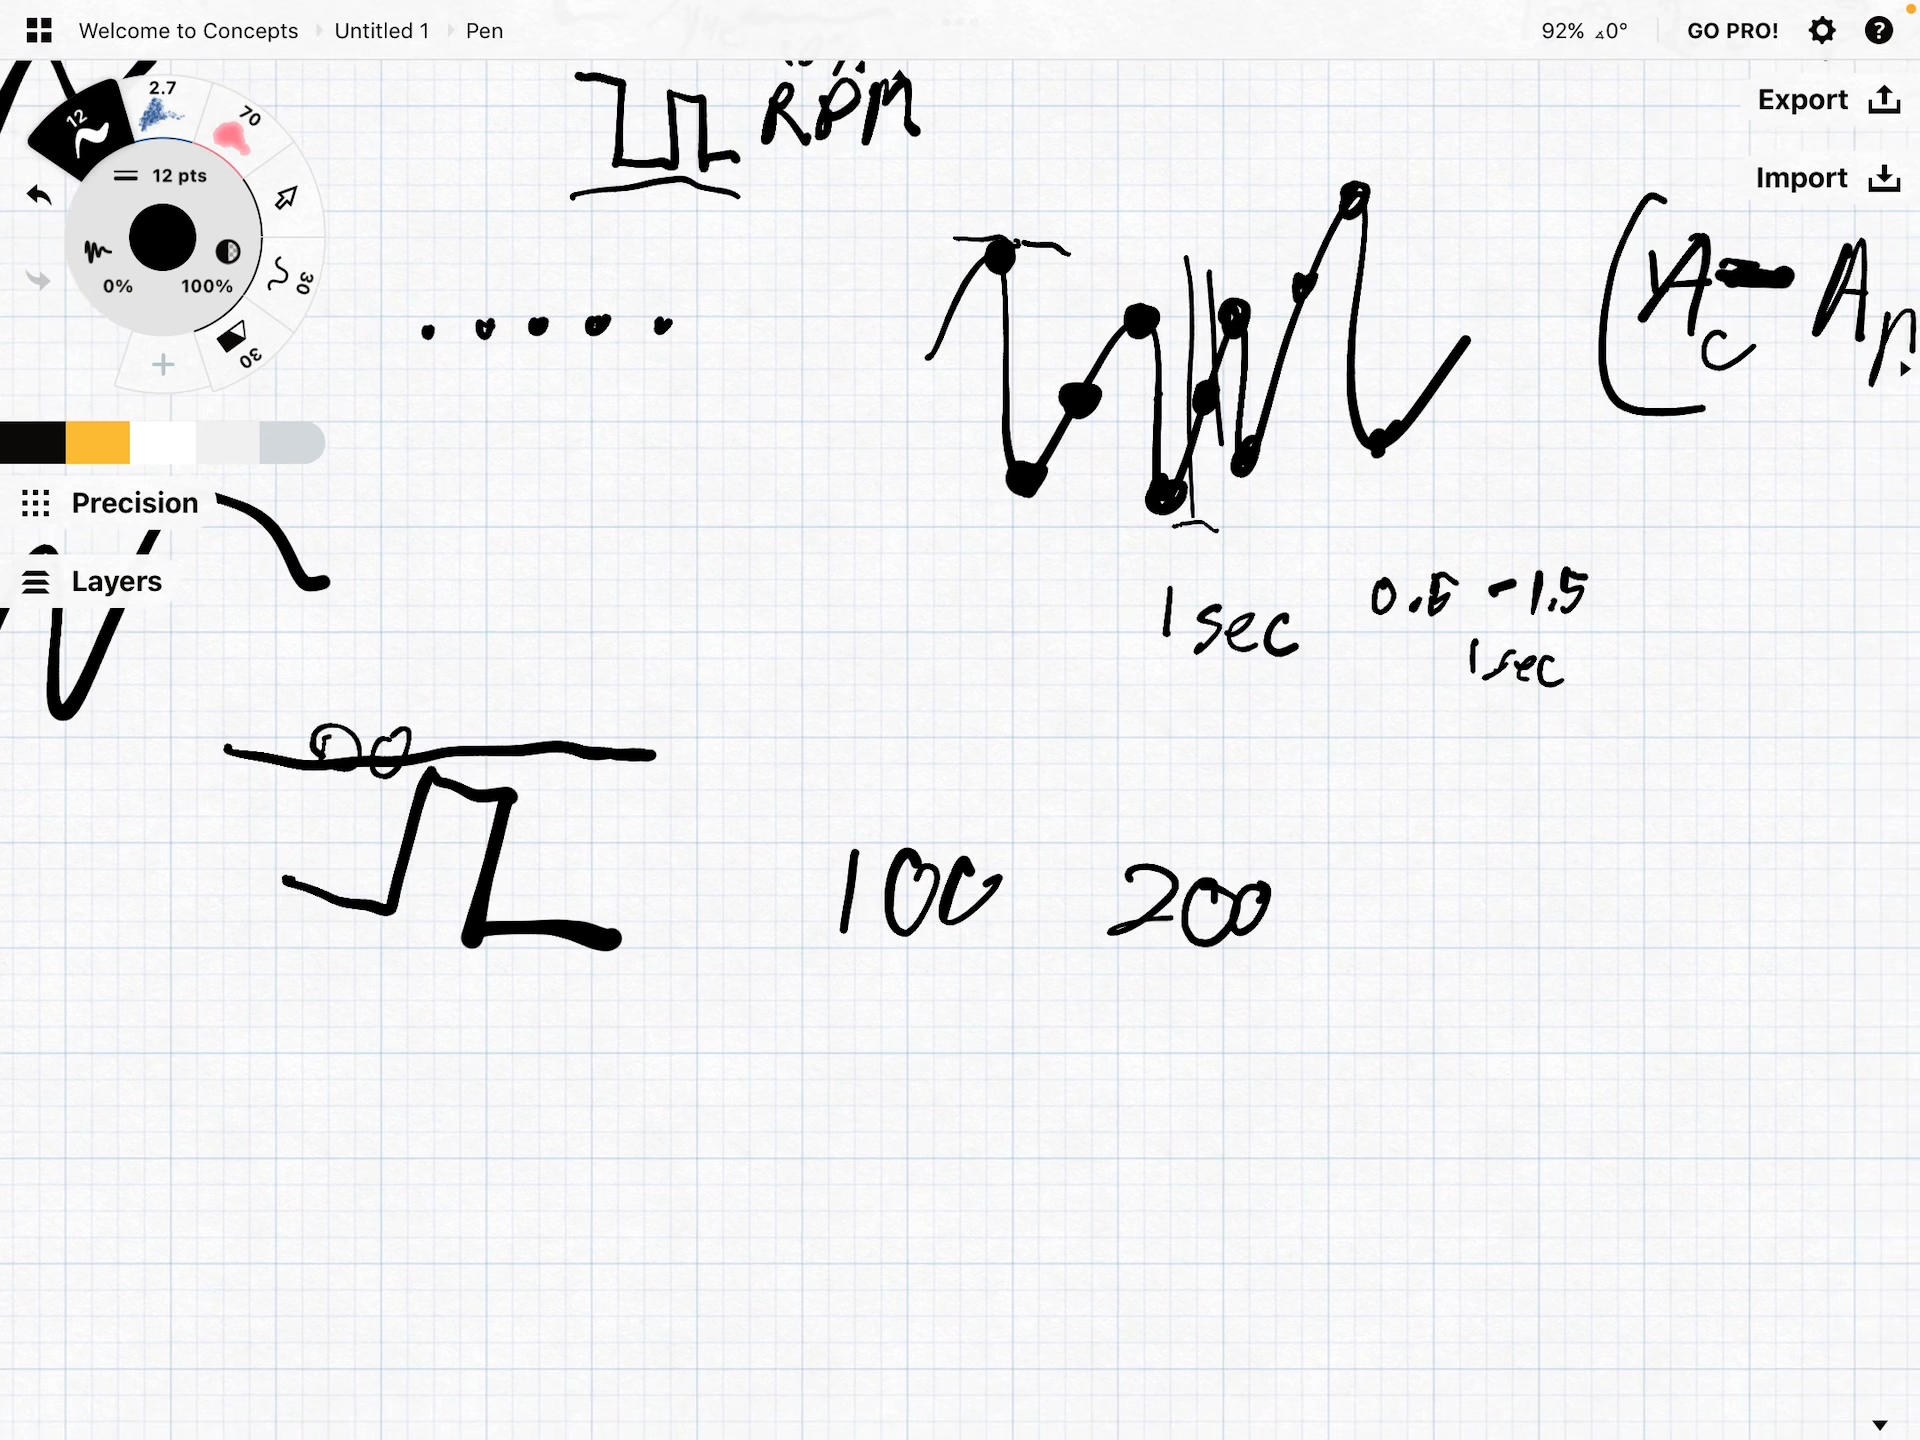 Welcome to Concepts Untitled 1 Pen
92% ⊿0° GO PRO! ?
Export
Import
2.7
70
12
12 pts
0% 100%
30
30
Precision
Layers
RPM
A c - A n
1 sec
0.5 - 1.5
1 sec
100 200